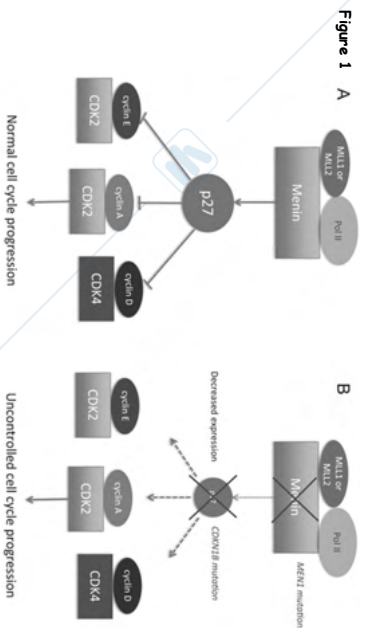 Figure 1
A
MLL1 or
MLL2
Pol II
Menin
p27
cyclin E
CDK2
cyclin A
CDK2
cyclin D
CDK4
Normal cell cycle progression
B
MLL1 or
MLL2
Pol II
Menin
MEN1 mutation
Decreased expression
p27
CDKN1B mutation
cyclin E
CDK2
cyclin A
CDK2
cyclin D
CDK4
Uncontrolled cell cycle progression